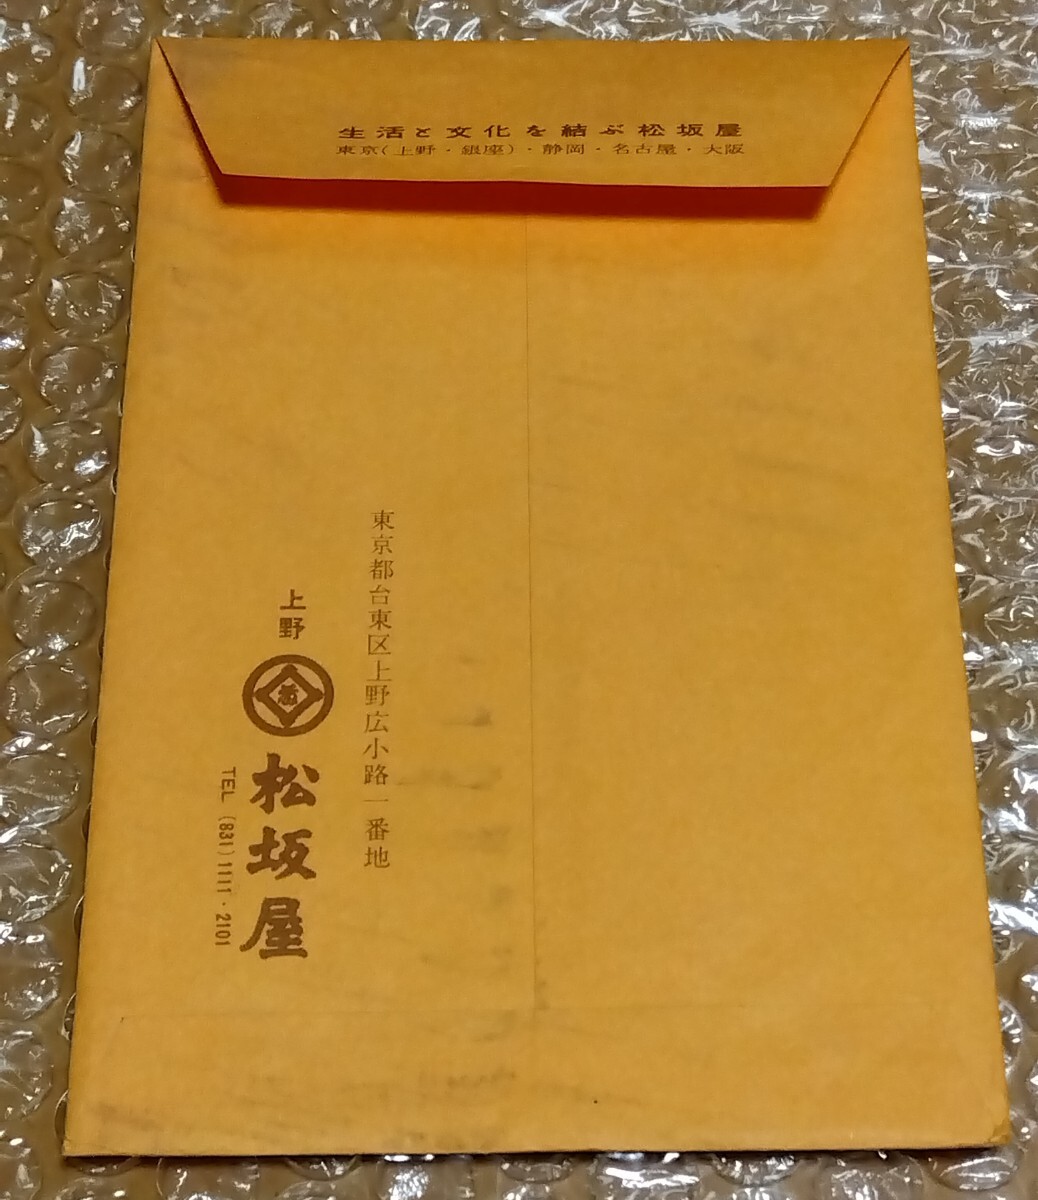 生活と文化を結ぶ松坂屋
東京(上野・銀座)・静岡・名古屋・大阪
東京都台東区上野広小路一番地
上野
松坂屋
TEL (831) 1111・2101